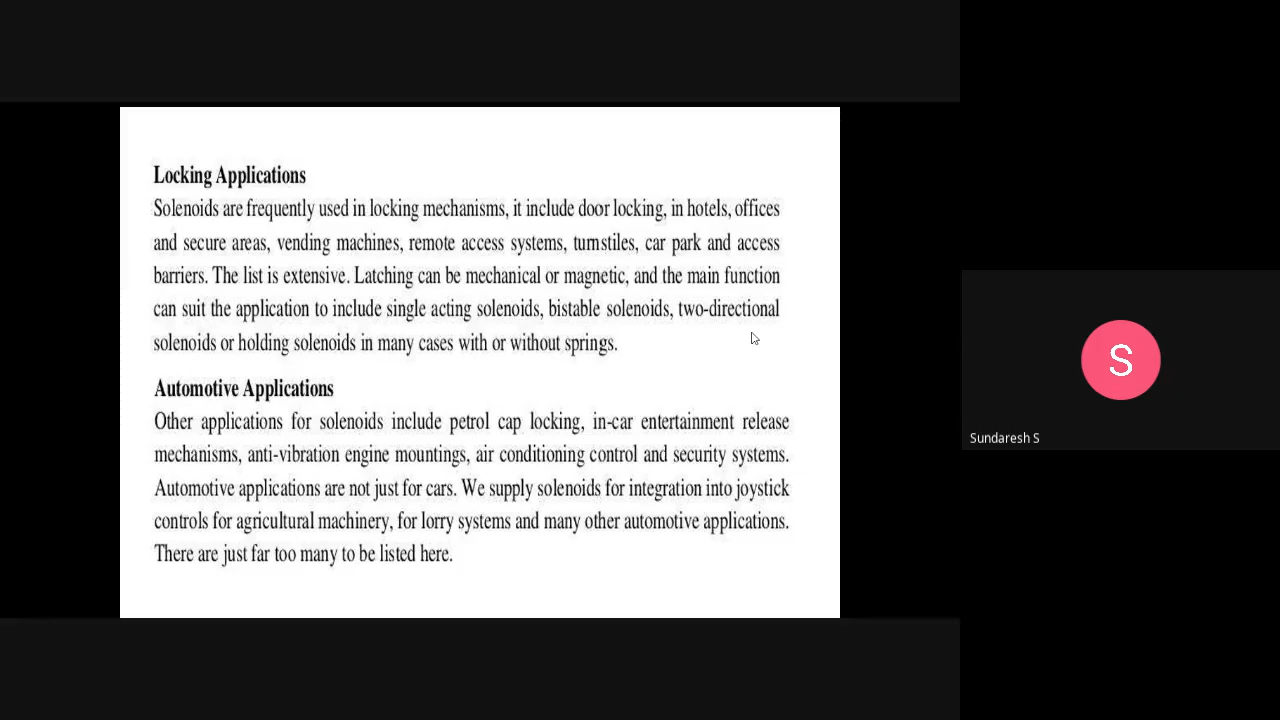 Locking Applications
Solenoids are frequently used in locking mechanisms, it include door locking, in hotels, offices
and secure areas, vending machines, remote access systems, turnstiles, car park and access
barriers. The list is extensive. Latching can be mechanical or magnetic, and the main function
can suit the application to include single acting solenoids, bistable solenoids, two-directional
solenoids or holding solenoids in many cases with or without springs.
Automotive Applications
Other applications for solenoids include petrol cap locking, in-car entertainment release
mechanisms, anti-vibration engine mountings, air conditioning control and security systems.
Automotive applications are not just for cars. We supply solenoids for integration into joystick
controls for agricultural machinery, for lorry systems and many other automotive applications.
There are just far too many to be listed here.
S
Sundaresh S